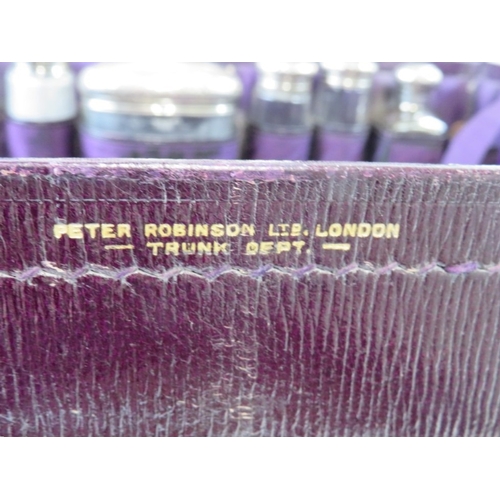 PETER ROBINSON LTD. LONDON
— TRUNK DEPT. —